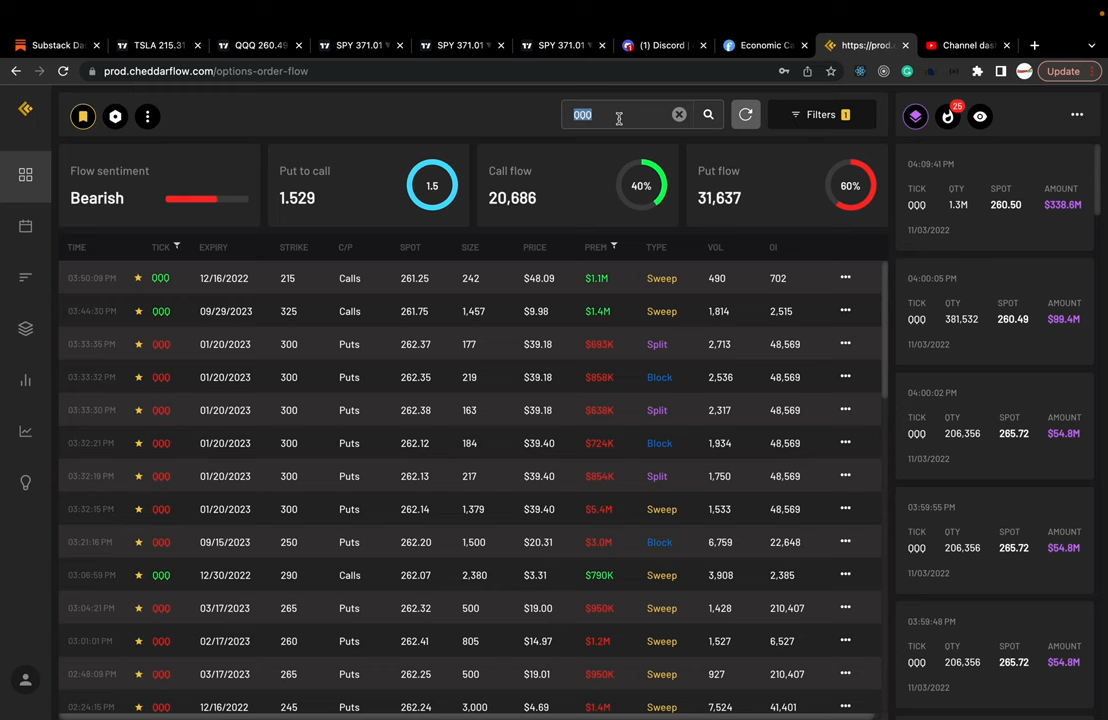 Substack Da
TSLA 215.31
QQQ 260.49
SPY 371.01
SPY 371.01
SPY 371.01
(1) Discord |
Economic Ca
https://prod.
Channel das
prod.cheddarflow.com/options-order-flow
Update
QQQ
Filters 1
25
Flow sentiment
Bearish
Put to call
1.529
1.5
Call flow
20,686
40%
Put flow
31,637
60%
TIME TICK EXPIRY STRIKE C/P SPOT SIZE PRICE PREM TYPE VOL OI
03:50:09 PM QQQ 12/16/2022 215 Calls 261.25 242 $48.09 $1.1M Sweep 490 702
03:44:30 PM QQQ 09/29/2023 325 Calls 261.75 1,457 $9.98 $1.4M Sweep 1,814 2,515
03:33:35 PM QQQ 01/20/2023 300 Puts 262.37 177 $39.18 $693K Split 2,713 48,569
03:33:32 PM QQQ 01/20/2023 300 Puts 262.35 219 $39.18 $858K Block 2,536 48,569
03:33:30 PM QQQ 01/20/2023 300 Puts 262.38 163 $39.18 $638K Split 2,317 48,569
03:32:21 PM QQQ 01/20/2023 300 Puts 262.12 184 $39.40 $724K Block 1,934 48,569
03:32:19 PM QQQ 01/20/2023 300 Puts 262.13 217 $39.40 $854K Split 1,750 48,569
03:32:15 PM QQQ 01/20/2023 300 Puts 262.14 1,379 $39.40 $5.4M Sweep 1,533 48,569
03:21:16 PM QQQ 09/15/2023 250 Puts 262.20 1,500 $20.31 $3.0M Block 6,759 22,648
03:06:59 PM QQQ 12/30/2022 290 Calls 262.07 2,380 $3.31 $790K Sweep 3,908 2,385
03:04:21 PM QQQ 03/17/2023 265 Puts 262.32 500 $19.00 $950K Sweep 1,428 210,407
03:01:01 PM QQQ 02/17/2023 260 Puts 262.41 805 $14.97 $1.2M Sweep 1,527 6,527
02:48:09 PM QQQ 03/17/2023 265 Puts 262.25 500 $19.01 $950K Sweep 927 210,407
02:24:15 PM QQQ 12/16/2022 245 Puts 262.24 3,000 $4.69 $1.4M Sweep 7,524 41,401
04:09:41 PM
TICK QTY SPOT AMOUNT
QQQ 1.3M 260.50 $338.6M
11/03/2022
04:00:05 PM
TICK QTY SPOT AMOUNT
QQQ 381,532 260.49 $99.4M
11/03/2022
04:00:02 PM
TICK QTY SPOT AMOUNT
QQQ 206,356 265.72 $54.8M
11/03/2022
03:59:55 PM
TICK QTY SPOT AMOUNT
QQQ 206,356 265.72 $54.8M
11/03/2022
03:59:48 PM
TICK QTY SPOT AMOUNT
QQQ 206,356 265.72 $54.8M
11/03/2022